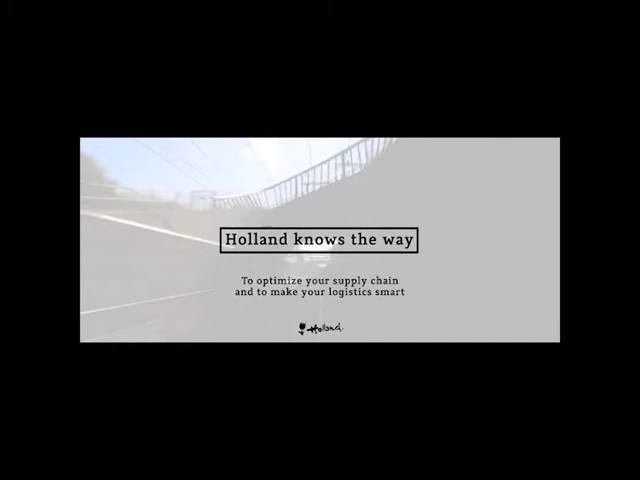 Holland knows the way
To optimize your supply chain
and to make your logistics smart
Holland.